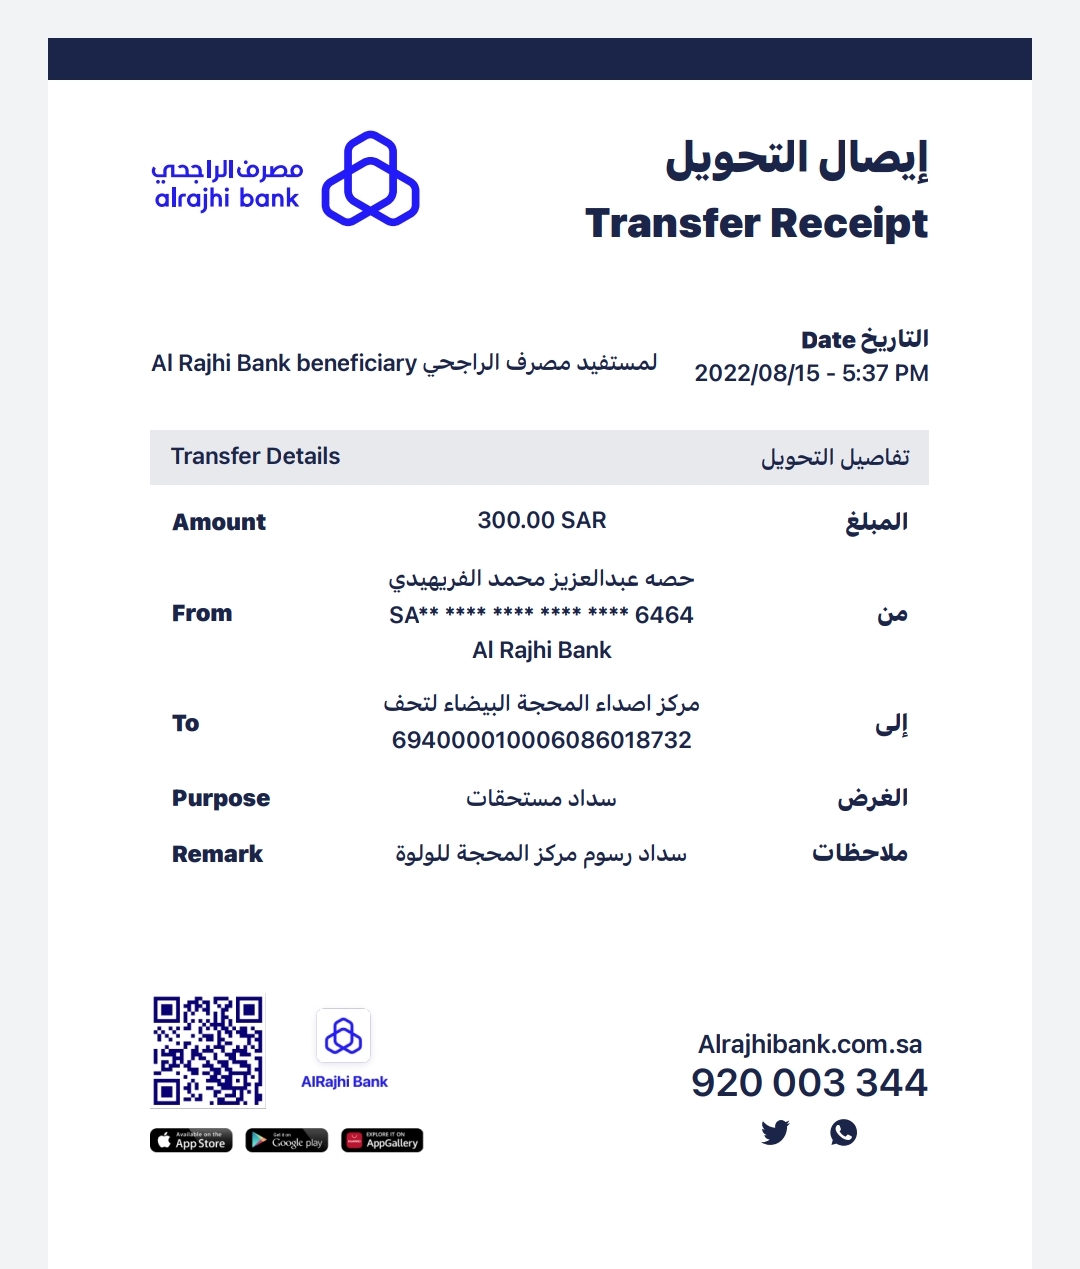 مصرف الراجحي
alrajhi bank
إيصال التحويل
Transfer Receipt
التاريخ Date
2022/08/15 - 5:37 PM
لمستفيد مصرف الراجحي Al Rajhi Bank beneficiary
Transfer Details تفاصيل التحويل
Amount 300.00 SAR المبلغ
حصه عبدالعزيز محمد الفريهيدي
From SA** **** **** **** **** 6464 من
Al Rajhi Bank
مركز اصداء المحجة البيضاء لتحف
To إلى
694000010006086018732
Purpose سداد مستحقات الغرض
Remark سداد رسوم مركز المحجة للولوة ملاحظات
AlRajhi Bank
Available on the
App Store
Get it on
Google play
EXPLORE IT ON
AppGallery
Alrajhibank.com.sa
920 003 344